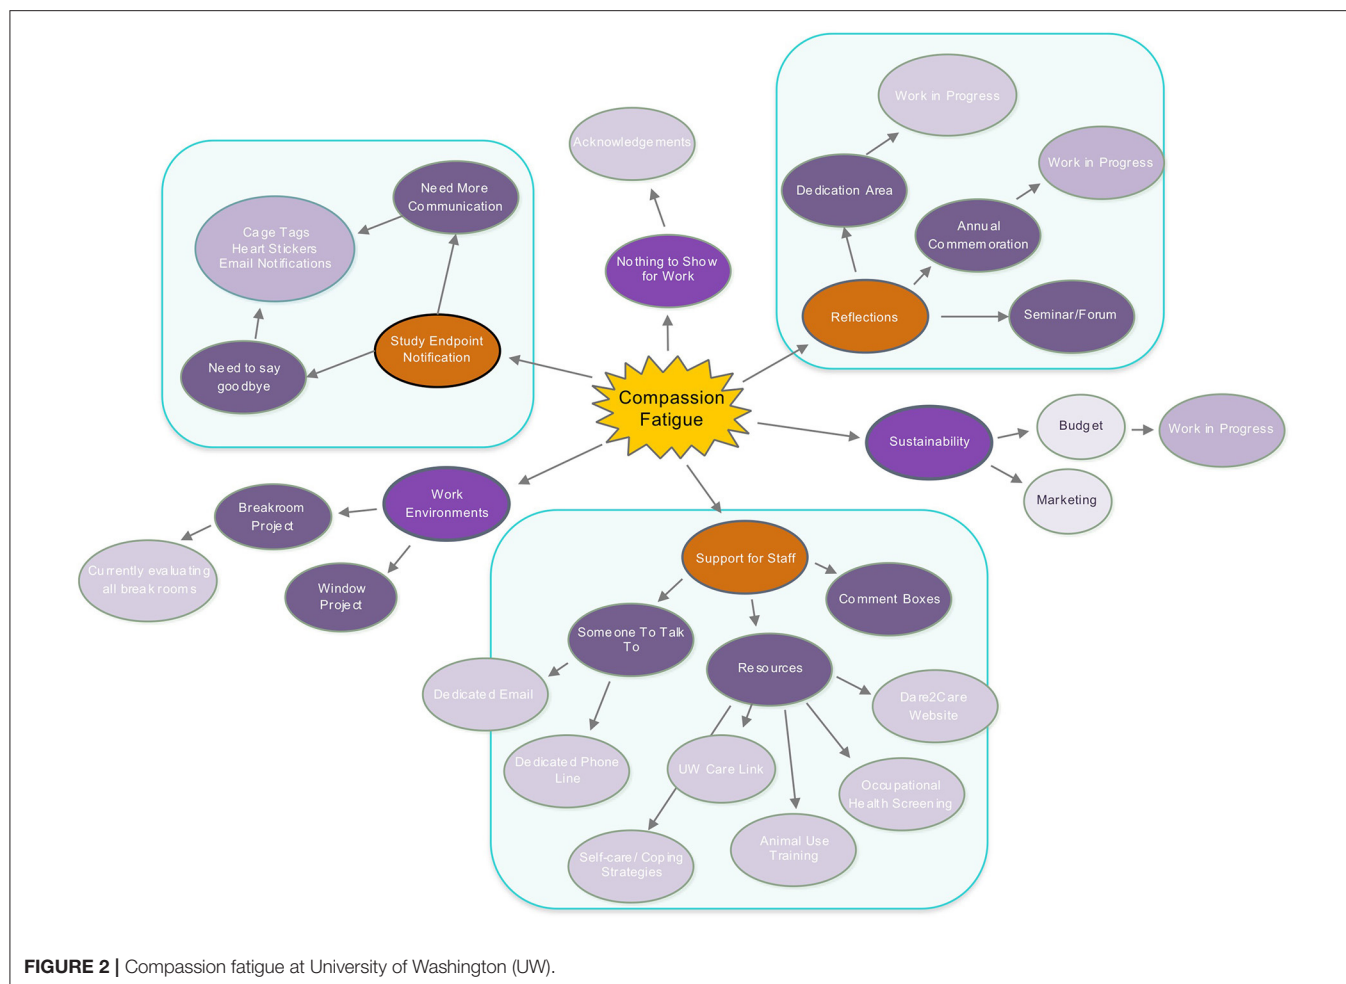 Work in Progress
Acknowledgements
Work in Progress
Need More
Communication
Dedication Area
Cage Tags
Heart Stickers
Email Notifications
Annual
Commemoration
Nothing to Show
for Work
Reflections
Seminar/Forum
Study Endpoint
Notification
Need to say
goodbye
Compassion
Fatigue
Budget
Work in Progress
Sustainability
Marketing
Work
Environments
Breakroom
Project
Currently evaluating
all breakrooms
Window
Project
Support for Staff
Comment Boxes
Someone To Talk
To
Resources
Dedicated Email
Dare2Care
Website
Dedicated Phone
Line
UW Care Link
Occupational
Health Screening
Animal Use
Training
Self-care/ Coping
Strategies
FIGURE 2 | Compassion fatigue at University of Washington (UW).